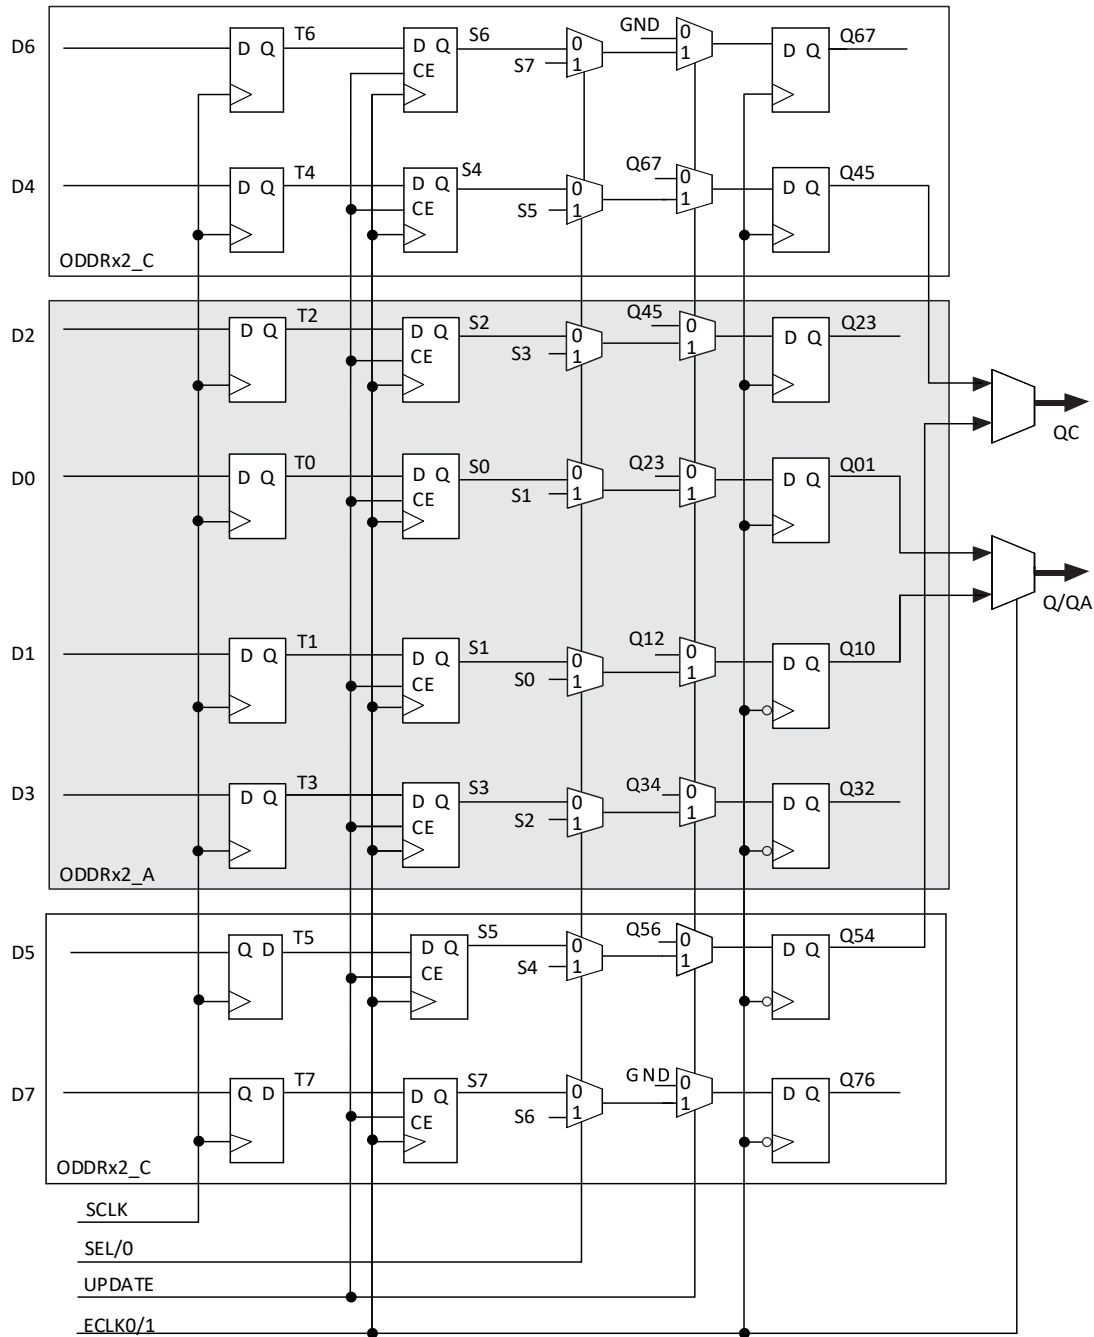 D6 D Q T6 D Q CE S6 S7 0 1 GND 0 1 D Q Q67
D4 D Q T4 D Q CE S4 S5 0 1 Q67 0 1 D Q Q45
ODDRx2_C
D2 D Q T2 D Q CE S2 S3 0 1 Q45 0 1 D Q Q23
QC
D0 D Q T0 D Q CE S0 S1 0 1 Q23 0 1 D Q Q01
Q/QA
D1 D Q T1 D Q CE S1 S0 0 1 Q12 0 1 D Q Q10
D3 D Q T3 D Q CE S3 S2 0 1 Q34 0 1 D Q Q32
ODDRx2_A
D5 Q D T5 D Q CE S5 S4 0 1 Q56 0 1 D Q Q54
D7 Q D T7 D Q CE S7 S6 0 1 GND 0 1 D Q Q76
ODDRx2_C
SCLK
SEL/0
UPDATE
ECLK0/1